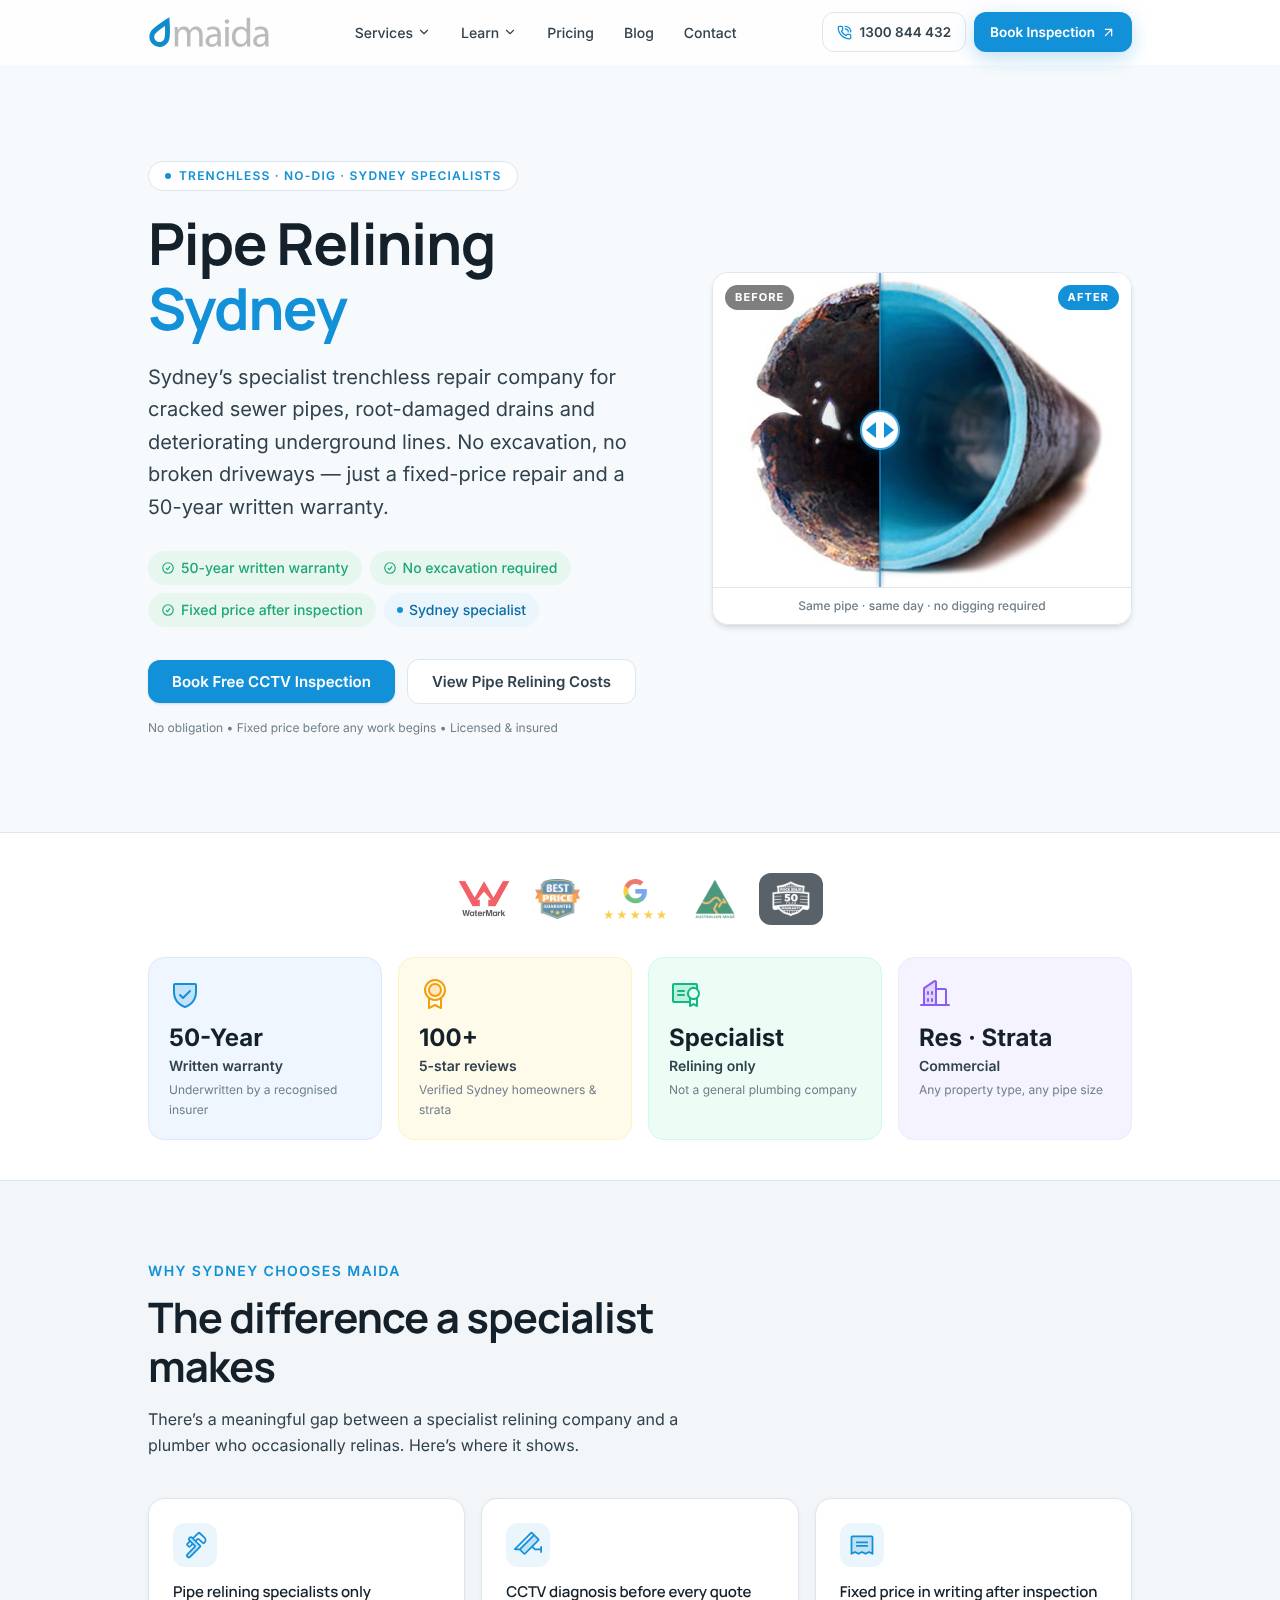 maida
Services
Learn
Pricing
Blog
Contact
1300 844 432
Book Inspection
TRENCHLESS · NO-DIG · SYDNEY SPECIALISTS
Pipe Relining
Sydney
Sydney’s specialist trenchless repair company for
cracked sewer pipes, root-damaged drains and
deteriorating underground lines. No excavation, no
broken driveways — just a fixed-price repair and a
50-year written warranty.
50-year written warranty
No excavation required
Fixed price after inspection
Sydney specialist
Book Free CCTV Inspection
View Pipe Relining Costs
No obligation • Fixed price before any work begins • Licensed & insured
BEFORE
AFTER
Same pipe · same day · no digging required
WaterMark
BEST
PRICE
GUARANTEE
G
AUSTRALIAN MADE
50
50-Year
Written warranty
Underwritten by a recognised
insurer
100+
5-star reviews
Verified Sydney homeowners &
strata
Specialist
Relining only
Not a general plumbing company
Res · Strata
Commercial
Any property type, any pipe size
WHY SYDNEY CHOOSES MAIDA
The difference a specialist
makes
There’s a meaningful gap between a specialist relining company and a
plumber who occasionally relinas. Here’s where it shows.
Pipe relining specialists only
CCTV diagnosis before every quote
Fixed price in writing after inspection